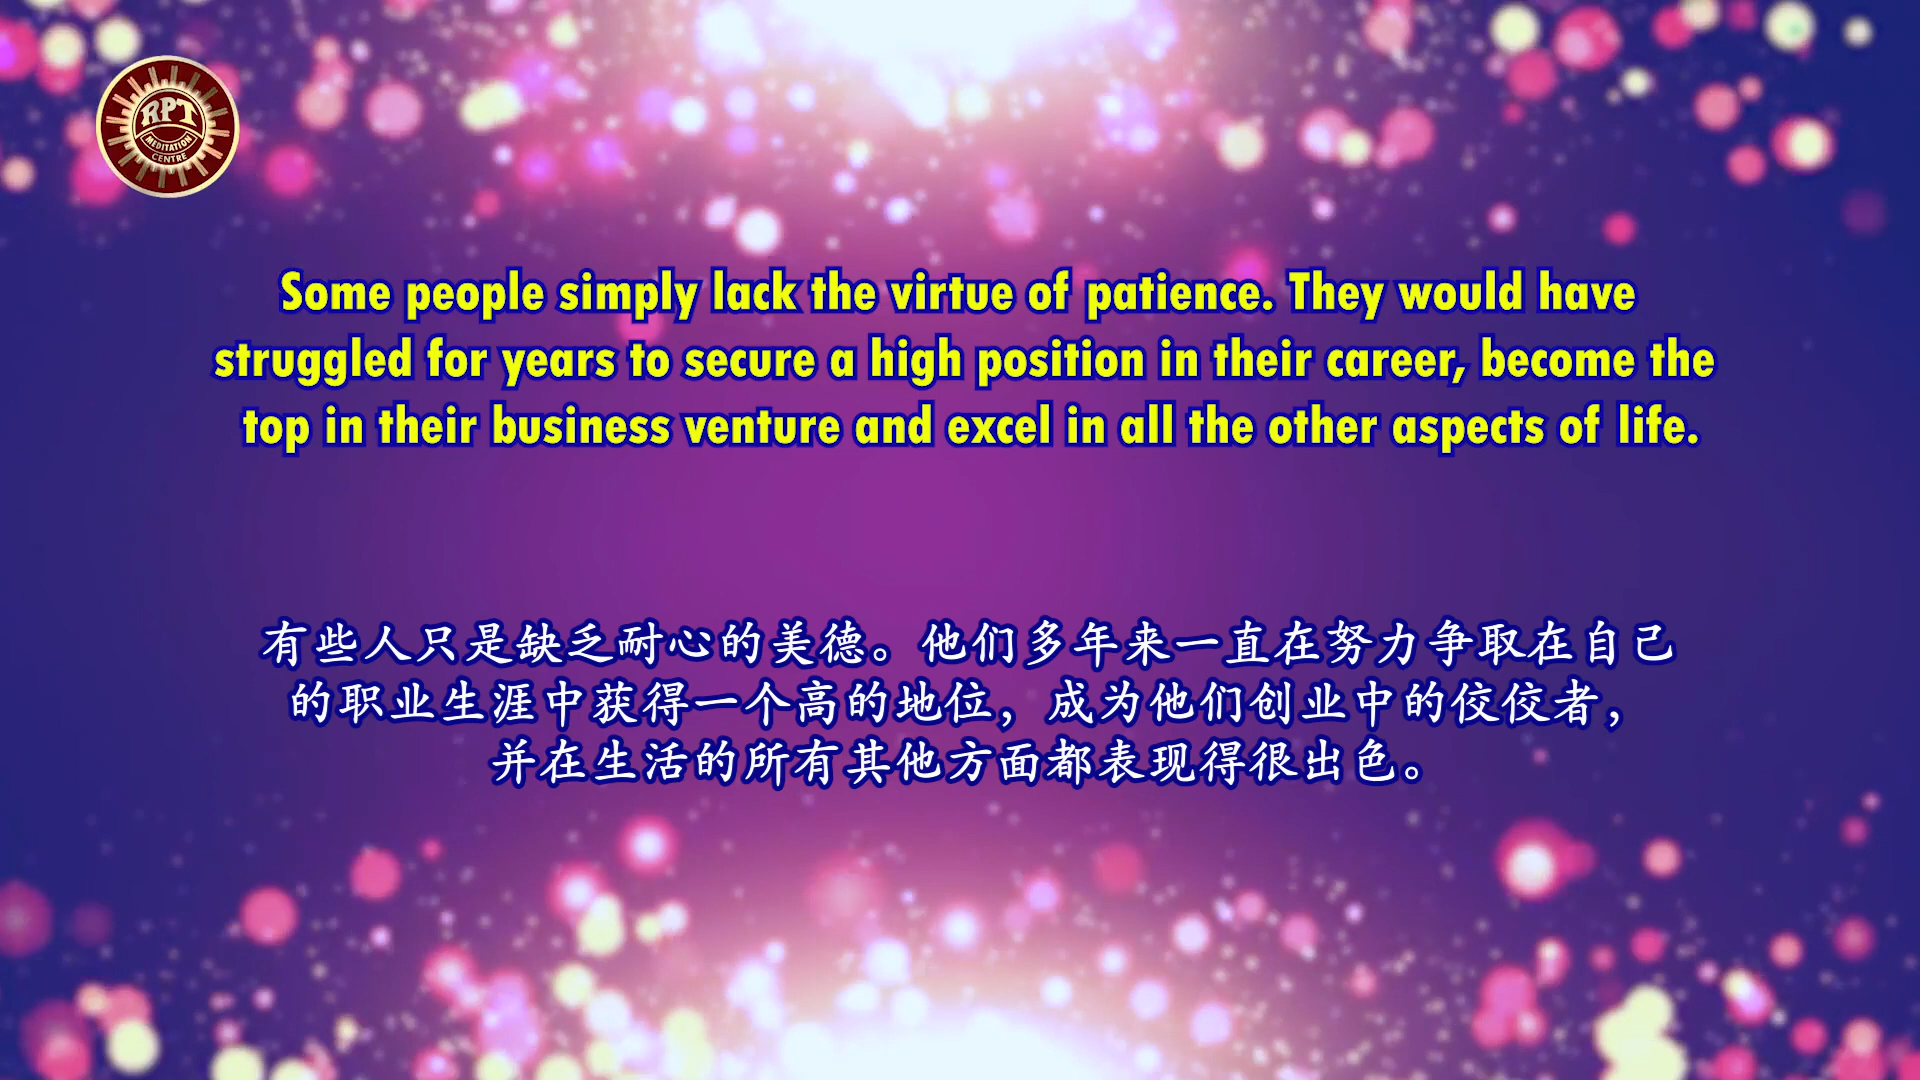 RPT
MEDITATION
CENTRE
Some people simply lack the virtue of patience. They would have
struggled for years to secure a high position in their career, become the
top in their business venture and excel in all the other aspects of life.
有些人只是缺乏耐心的美德。他们多年来一直在努力争取在自己
的职业生涯中获得一个高的地位，成为他们创业中的佼佼者，
并在生活的所有其他方面都表现得很出色。